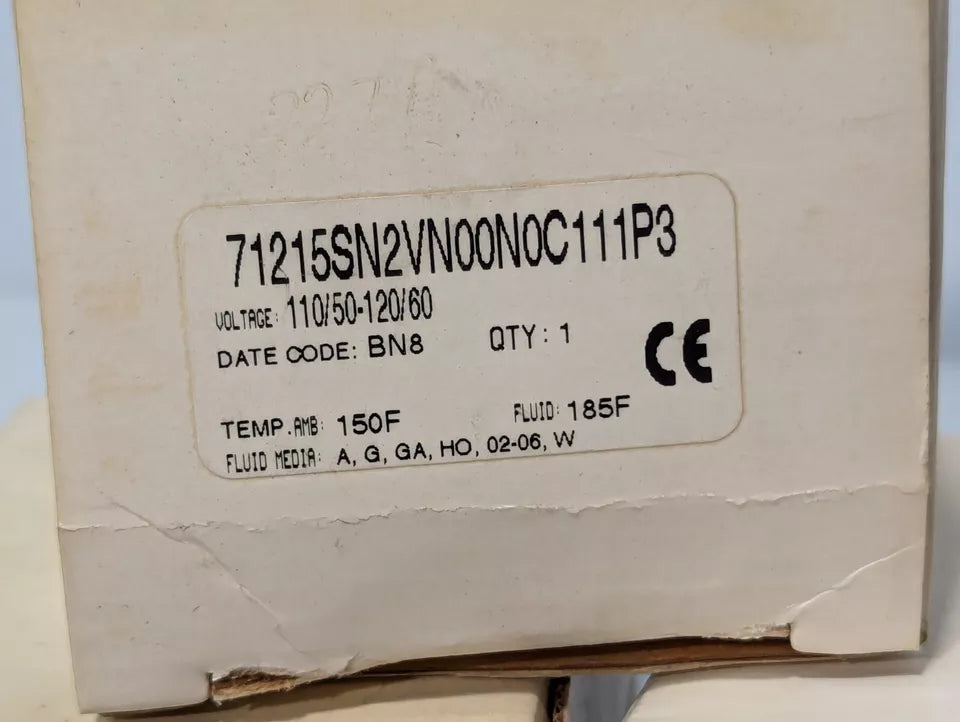 71215SN2VN00N0C111P3
VOLTAGE: 110/50-120/60
DATE CODE: BN8 QTY: 1
CE
TEMP.AMB: 150F FLUID: 185F
FLUID MEDIA: A, G, GA, HO, 02-06, W